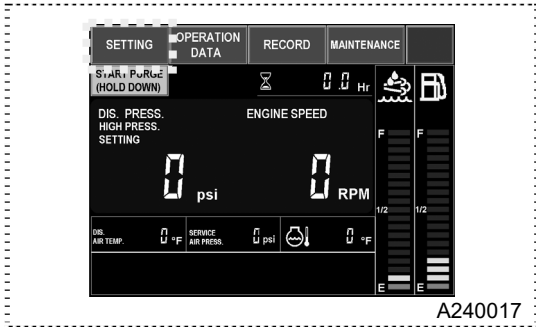 SETTING
OPERATION DATA
RECORD
MAINTENANCE
START PURGE
(HOLD DOWN)
0.0 Hr
DIS. PRESS.
HIGH PRESS.
SETTING
ENGINE SPEED
0 psi
0 RPM
F
F
1/2
1/2
E
E
DIS.
AIR TEMP.
0 °F
SERVICE
AIR PRESS.
0 psi
0 °F
A240017